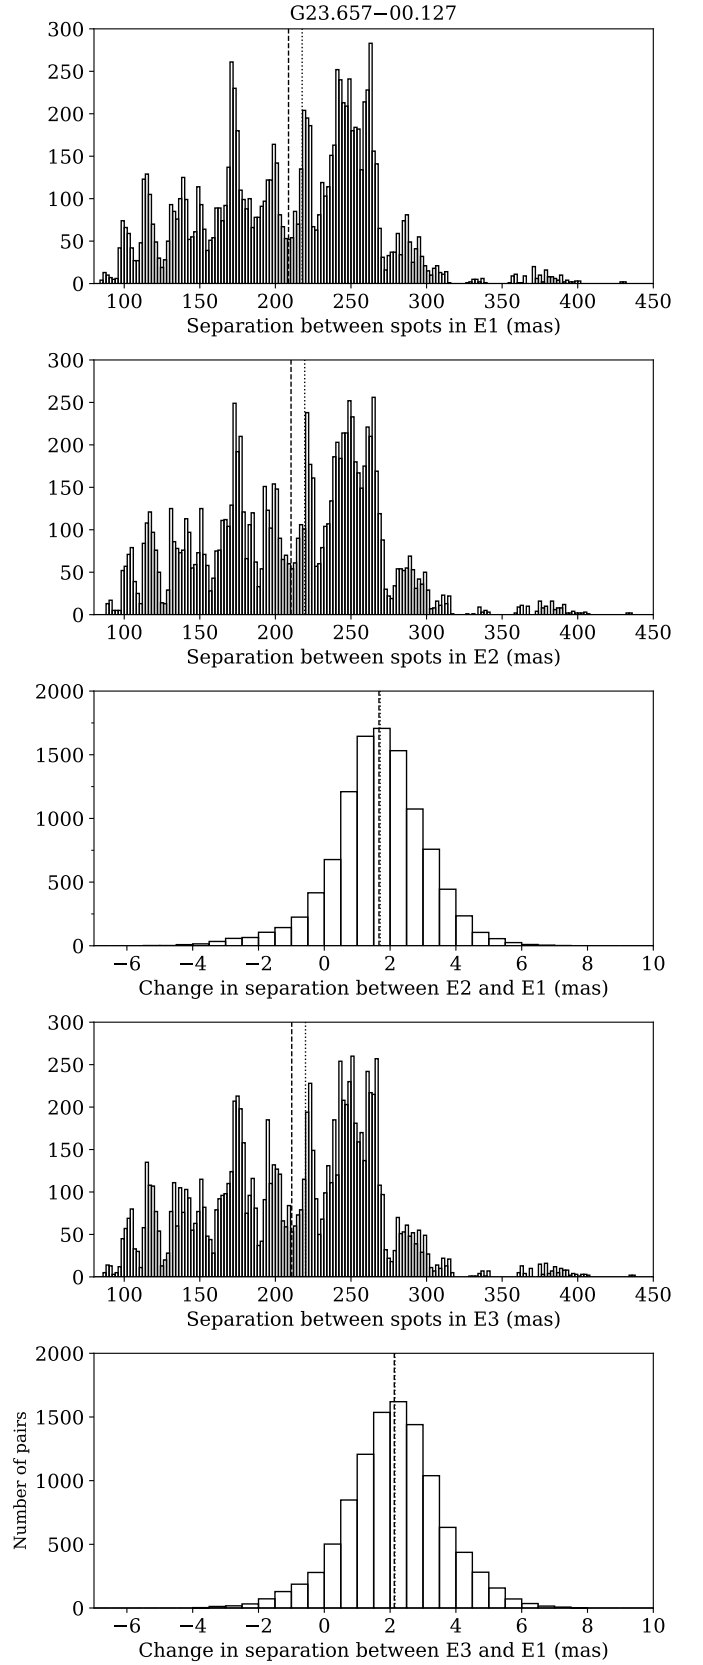 G23.657−00.127
300
250
200
150
100
50
0
100 150 200 250 300 350 400 450
Separation between spots in E1 (mas)
300
250
200
150
100
50
0
100 150 200 250 300 350 400 450
Separation between spots in E2 (mas)
2000
1500
1000
500
0
−6 −4 −2 0 2 4 6 8 10
Change in separation between E2 and E1 (mas)
300
250
200
150
100
50
0
100 150 200 250 300 350 400 450
Separation between spots in E3 (mas)
2000
1500
1000
500
0
Number of pairs
−6 −4 −2 0 2 4 6 8 10
Change in separation between E3 and E1 (mas)